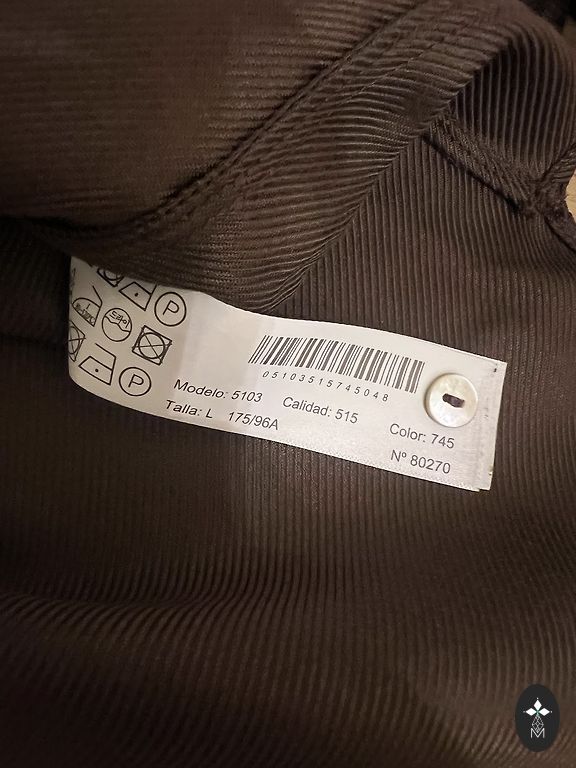 P
P
05103515745048
Modelo: 5103 Calidad: 515 Color: 745
Talla: L 175/96A Nº 80270
M